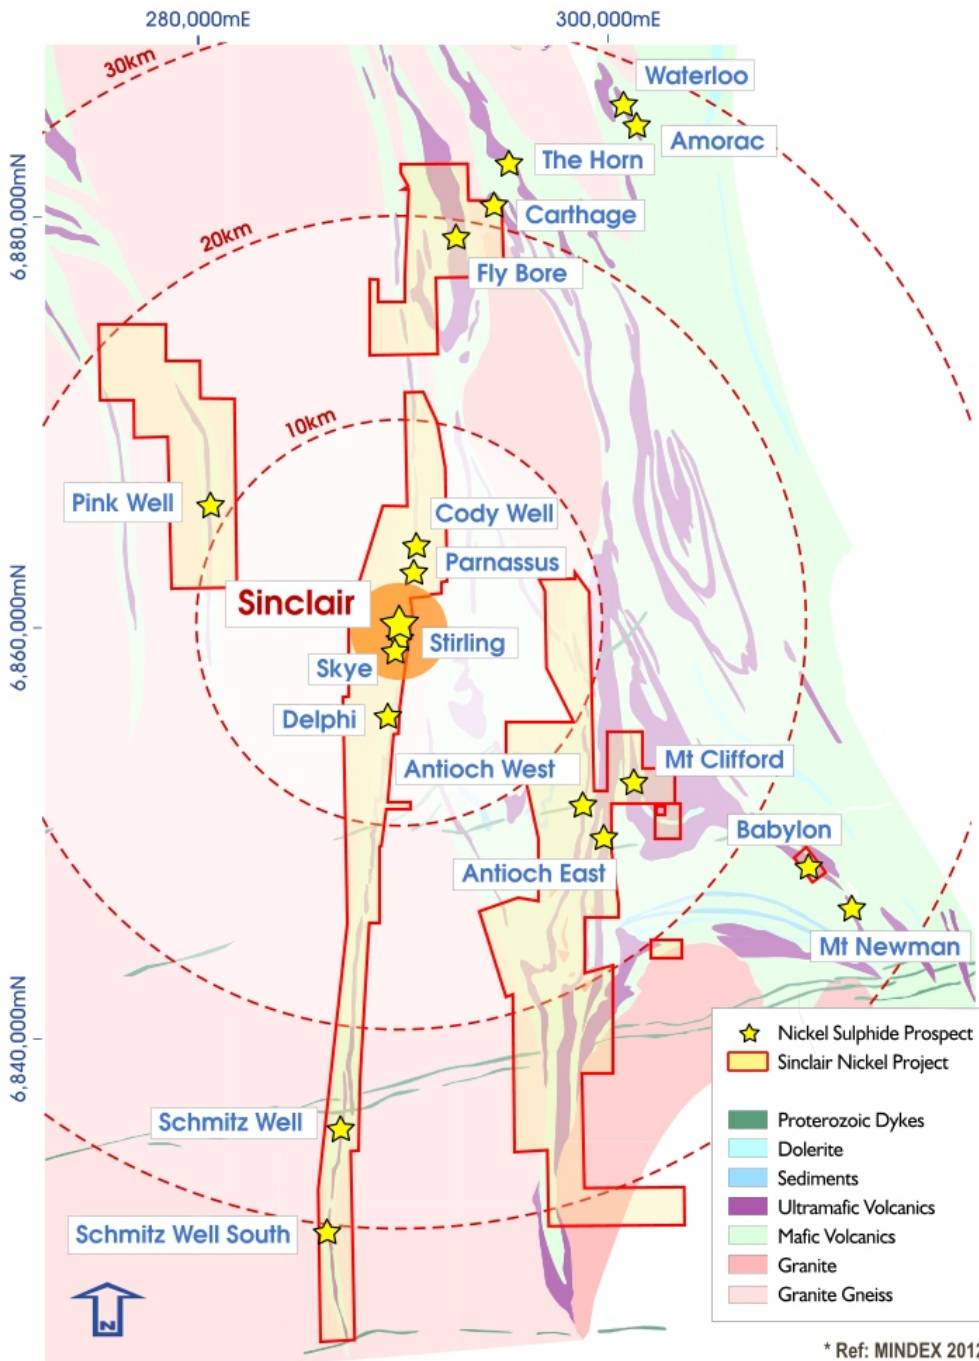 280,000mE
300,000mE
30km
Waterloo
Amorac
The Horn
6,880,000mN
Carthage
20km
Fly Bore
10km
Pink Well
Cody Well
Parnassus
Sinclair
6,860,000mN
Stirling
Skye
Delphi
Antioch West
Mt Clifford
Babylon
Antioch East
Mt Newman
6,840,000mN
Nickel Sulphide Prospect
Sinclair Nickel Project
Proterozoic Dykes
Dolerite
Sediments
Ultramafic Volcanics
Mafic Volcanics
Granite
Granite Gneiss
Schmitz Well
Schmitz Well South
N
* Ref: MINDEX 2012